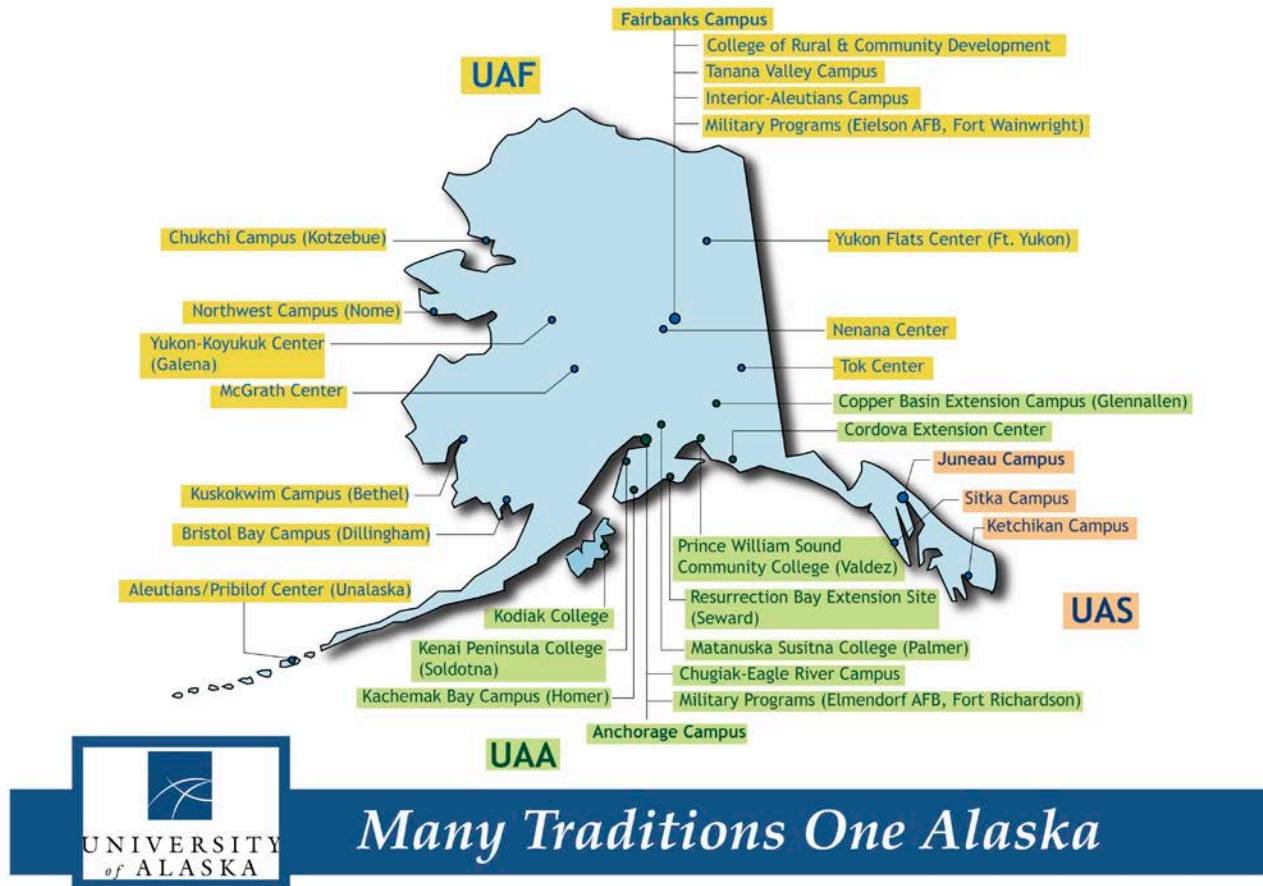 Fairbanks Campus
College of Rural & Community Development
Tanana Valley Campus
Interior-Aleutians Campus
Military Programs (Eielson AFB, Fort Wainwright)
UAF
Chukchi Campus (Kotzebue)
Yukon Flats Center (Ft. Yukon)
Northwest Campus (Nome)
Yukon-Koyukuk Center
(Galena)
Nenana Center
McGrath Center
Tok Center
Copper Basin Extension Campus (Glennallen)
Cordova Extension Center
Juneau Campus
Sitka Campus
Ketchikan Campus
UAS
Kuskokwim Campus (Bethel)
Bristol Bay Campus (Dillingham)
Aleutians/Pribilof Center (Unalaska)
Prince William Sound
Community College (Valdez)
Resurrection Bay Extension Site
(Seward)
Kodiak College
Kenai Peninsula College
(Soldotna)
Matanuska Susitna College (Palmer)
Chugiak-Eagle River Campus
Kachemak Bay Campus (Homer)
Military Programs (Elmendorf AFB, Fort Richardson)
Anchorage Campus
UAA
UNIVERSITY
of ALASKA
Many Traditions One Alaska